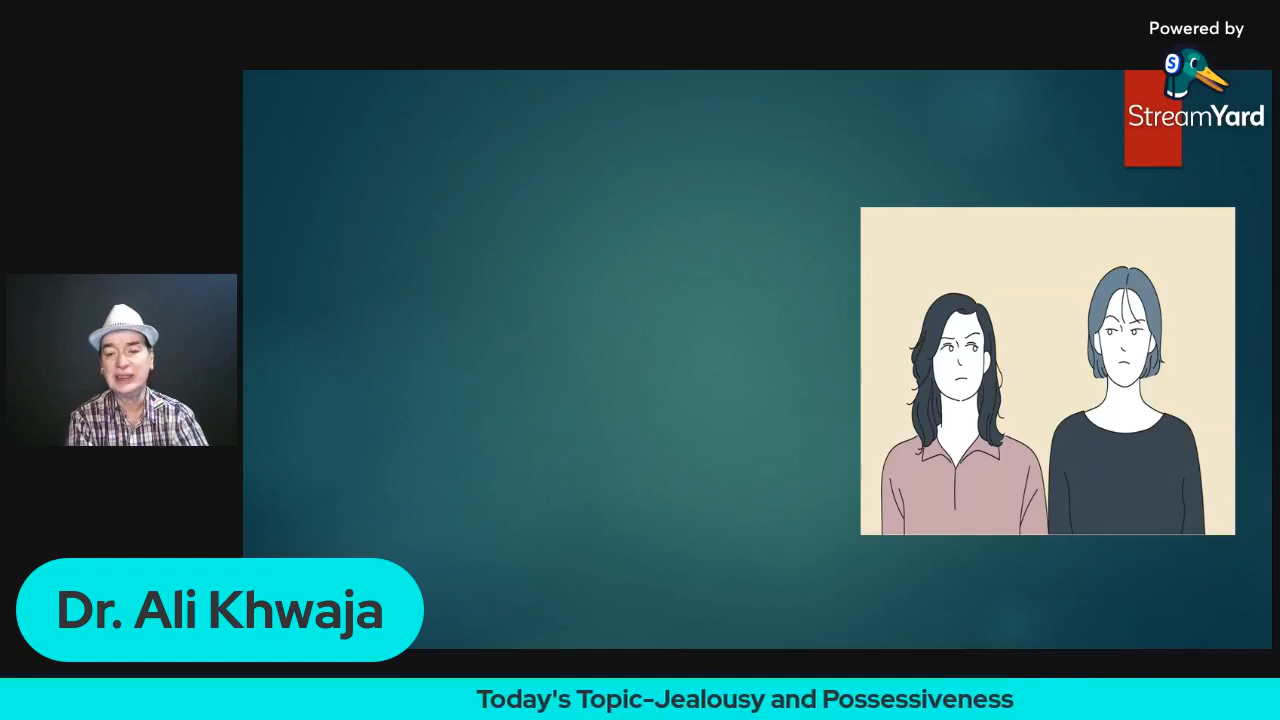 Powered by
S
StreamYard
Dr. Ali Khwaja
Today's Topic-Jealousy and Possessiveness